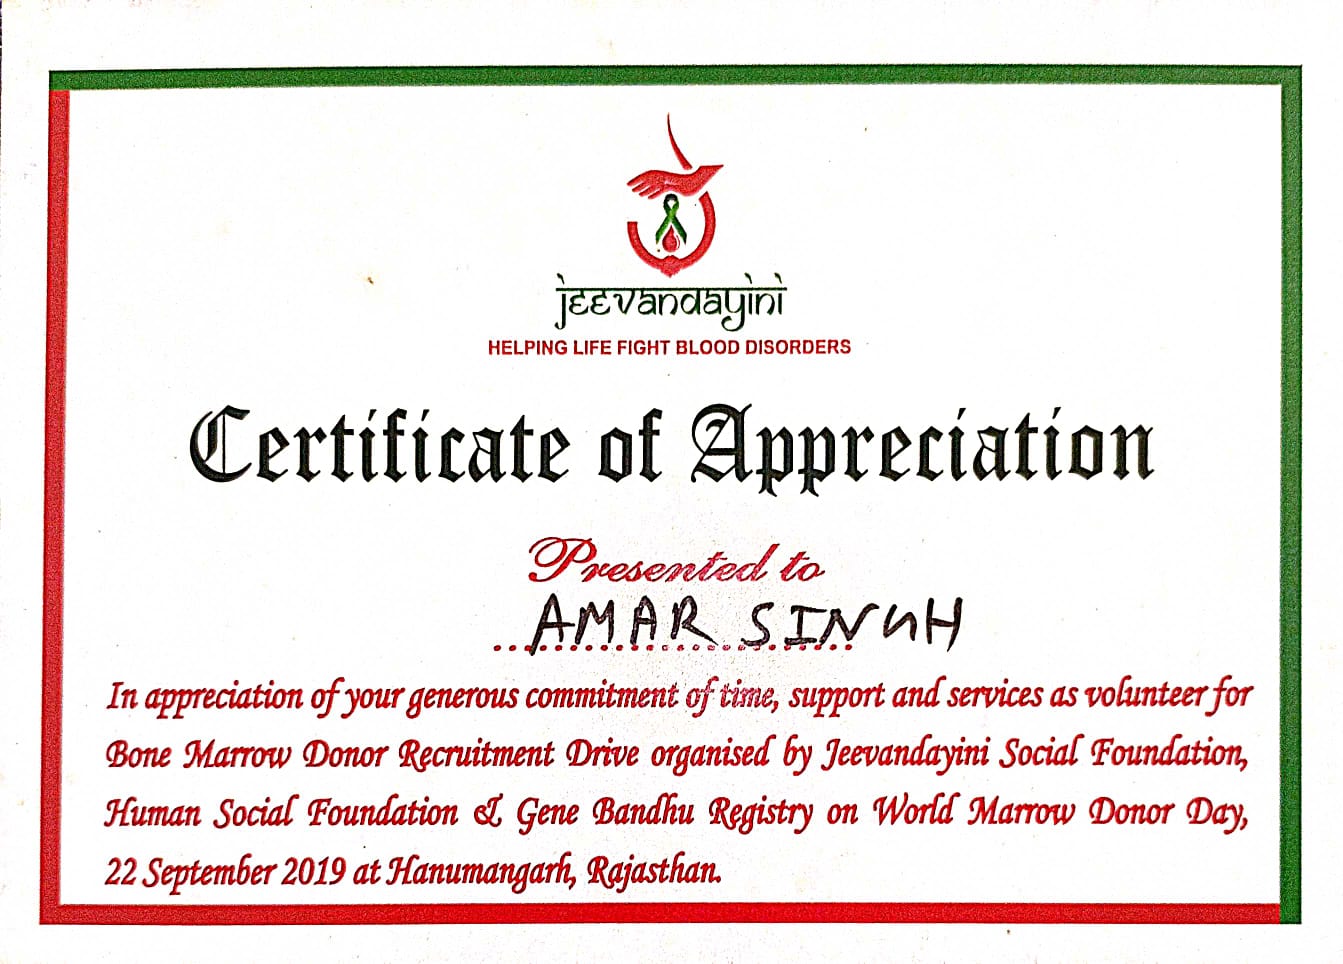 jeevandayini
HELPING LIFE FIGHT BLOOD DISORDERS
Certificate of Appreciation
Presented to
AMAR SINGH
In appreciation of your generous commitment of time, support and services as volunteer for
Bone Marrow Donor Recruitment Drive organised by Jeevandayini Social Foundation,
Human Social Foundation & Gene Bandhu Registry on World Marrow Donor Day,
22 September 2019 at Hanumangarh, Rajasthan.